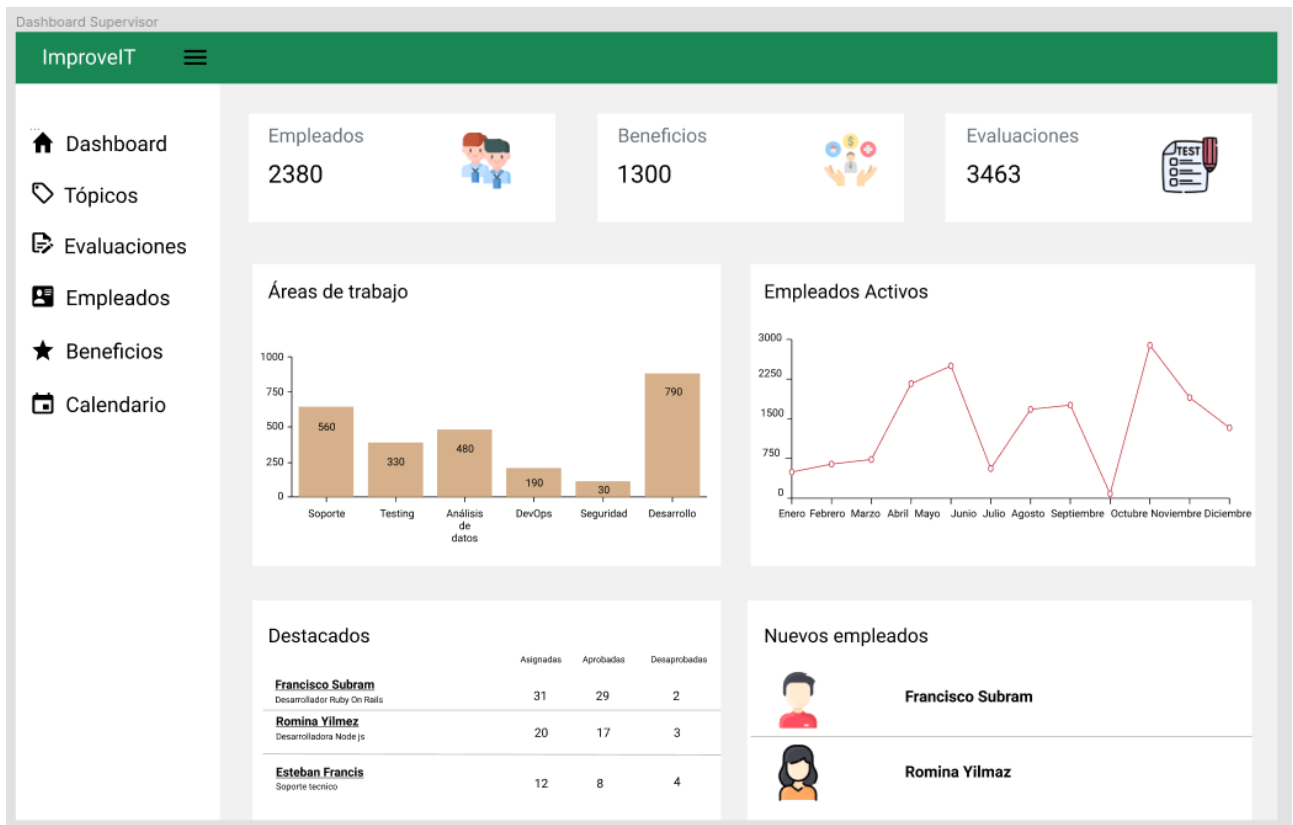 Dashboard Supervisor
ImproveIT
Dashboard
Tópicos
Evaluaciones
Empleados
Beneficios
Calendario
Empleados
2380
Beneficios
1300
Evaluaciones
3463
TEST
Áreas de trabajo
1000
750
500
250
0
560
330
480
190
30
790
Soporte
Testing
Análisis
de
datos
DevOps
Seguridad
Desarrollo
Empleados Activos
3000
2250
1500
750
0
Enero Febrero Marzo Abril Mayo Junio Julio Agosto Septiembre Octubre Noviembre Diciembre
Destacados
Asignadas Aprobadas Desaprobadas
Francisco Subram
Desarrollador Ruby On Rails
31 29 2
Romina Yilmez
Desarrolladora Node js
20 17 3
Esteban Francis
Soporte tecnico
12 8 4
Nuevos empleados
Francisco Subram
Romina Yilmaz